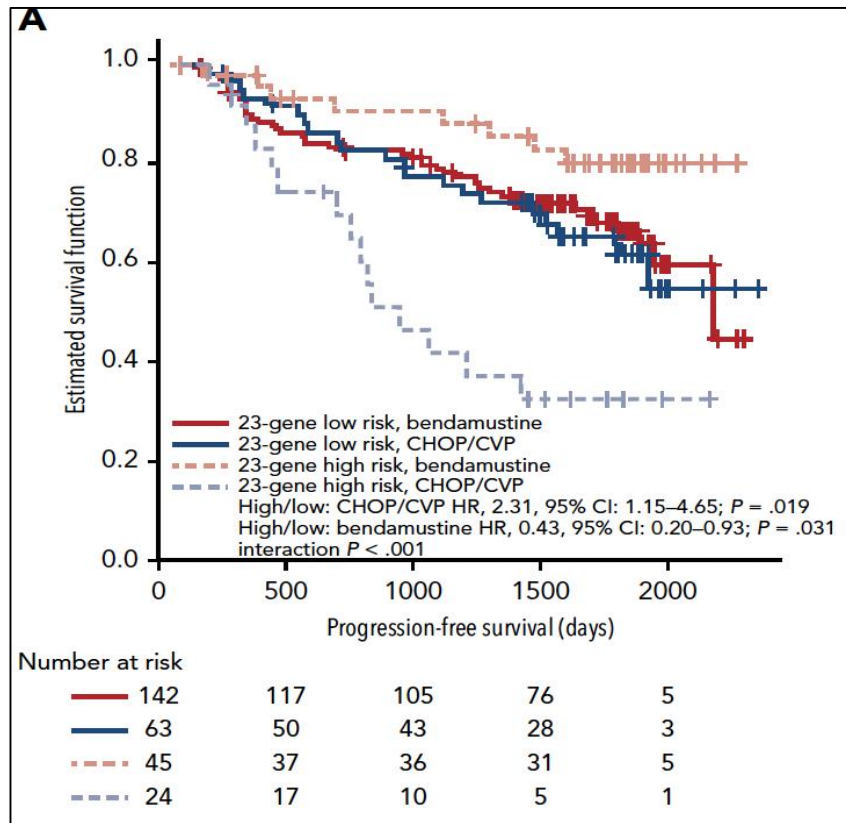 A
1.0
0.8
0.6
0.4
0.2
0.0
Estimated survival function
23-gene low risk, bendamustine
23-gene low risk, CHOP/CVP
23-gene high risk, bendamustine
23-gene high risk, CHOP/CVP
High/low: CHOP/CVP HR, 2.31, 95% CI: 1.15–4.65; P = .019
High/low: bendamustine HR, 0.43, 95% CI: 0.20–0.93; P = .031
interaction P < .001
0 500 1000 1500 2000
Progression-free survival (days)
Number at risk
142 117 105 76 5
63 50 43 28 3
45 37 36 31 5
24 17 10 5 1